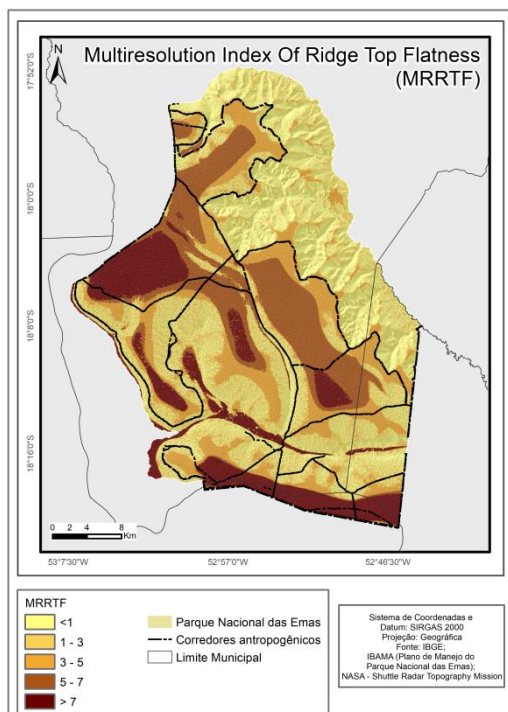 Multiresolution Index Of Ridge Top Flatness
(MRRTF)
N
17°52'0"S
18°0'0"S
18°8'0"S
18°16'0"S
0 2 4 8
Km
53°7'30"W
52°57'0"W
52°46'30"W
MRRTF
<1
1 - 3
3 - 5
5 - 7
> 7
Parque Nacional das Emas
Corredores antropogênicos
Limite Municipal
Sistema de Coordenadas e
Datum: SIRGAS 2000
Projeção: Geográfica
Fonte: IBGE;
IBAMA (Plano de Manejo do
Parque Nacional das Emas);
NASA - Shuttle Radar Topography Mission